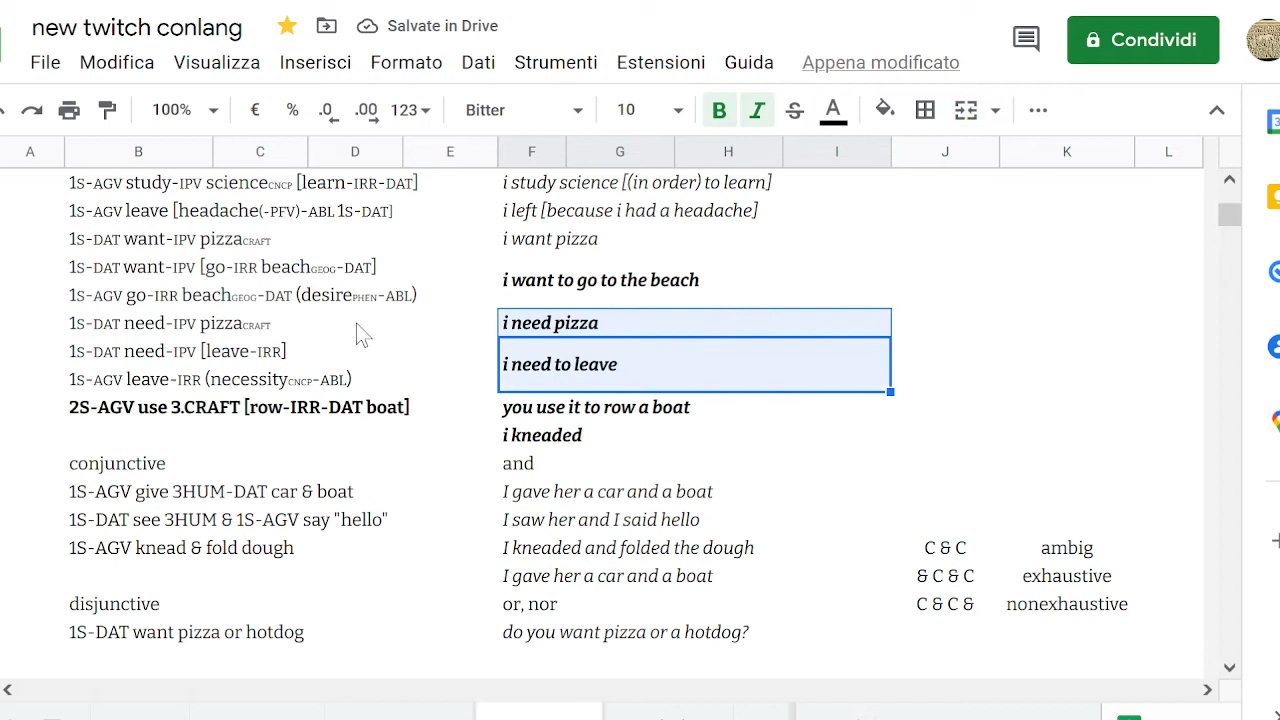 new twitch conlang
Salvate in Drive
Condividi
File Modifica Visualizza Inserisci Formato Dati Strumenti Estensioni Guida Appena modificato
100% € % .0 .00 123 Bitter 10 B I S A
A B C D E F G H I J K L
1S-AGV study-IPV scienceCNCP [learn-IRR-DAT] i study science [(in order) to learn]
1S-AGV leave [headache(-PFV)-ABL 1S-DAT] i left [because i had a headache]
1S-DAT want-IPV pizzaCRAFT i want pizza
1S-DAT want-IPV [go-IRR beachGEOG-DAT] i want to go to the beach
1S-AGV go-IRR beachGEOG-DAT (desirePHEN-ABL)
1S-DAT need-IPV pizzaCRAFT i need pizza
1S-DAT need-IPV [leave-IRR] i need to leave
1S-AGV leave-IRR (necessityCNCP-ABL)
2S-AGV use 3.CRAFT [row-IRR-DAT boat] you use it to row a boat
i kneaded
conjunctive and
1S-AGV give 3HUM-DAT car & boat I gave her a car and a boat
1S-DAT see 3HUM & 1S-AGV say "hello" I saw her and I said hello
1S-AGV knead & fold dough I kneaded and folded the dough C & C ambig
I gave her a car and a boat & C & C exhaustive
disjunctive or, nor C & C & nonexhaustive
1S-DAT want pizza or hotdog do you want pizza or a hotdog?